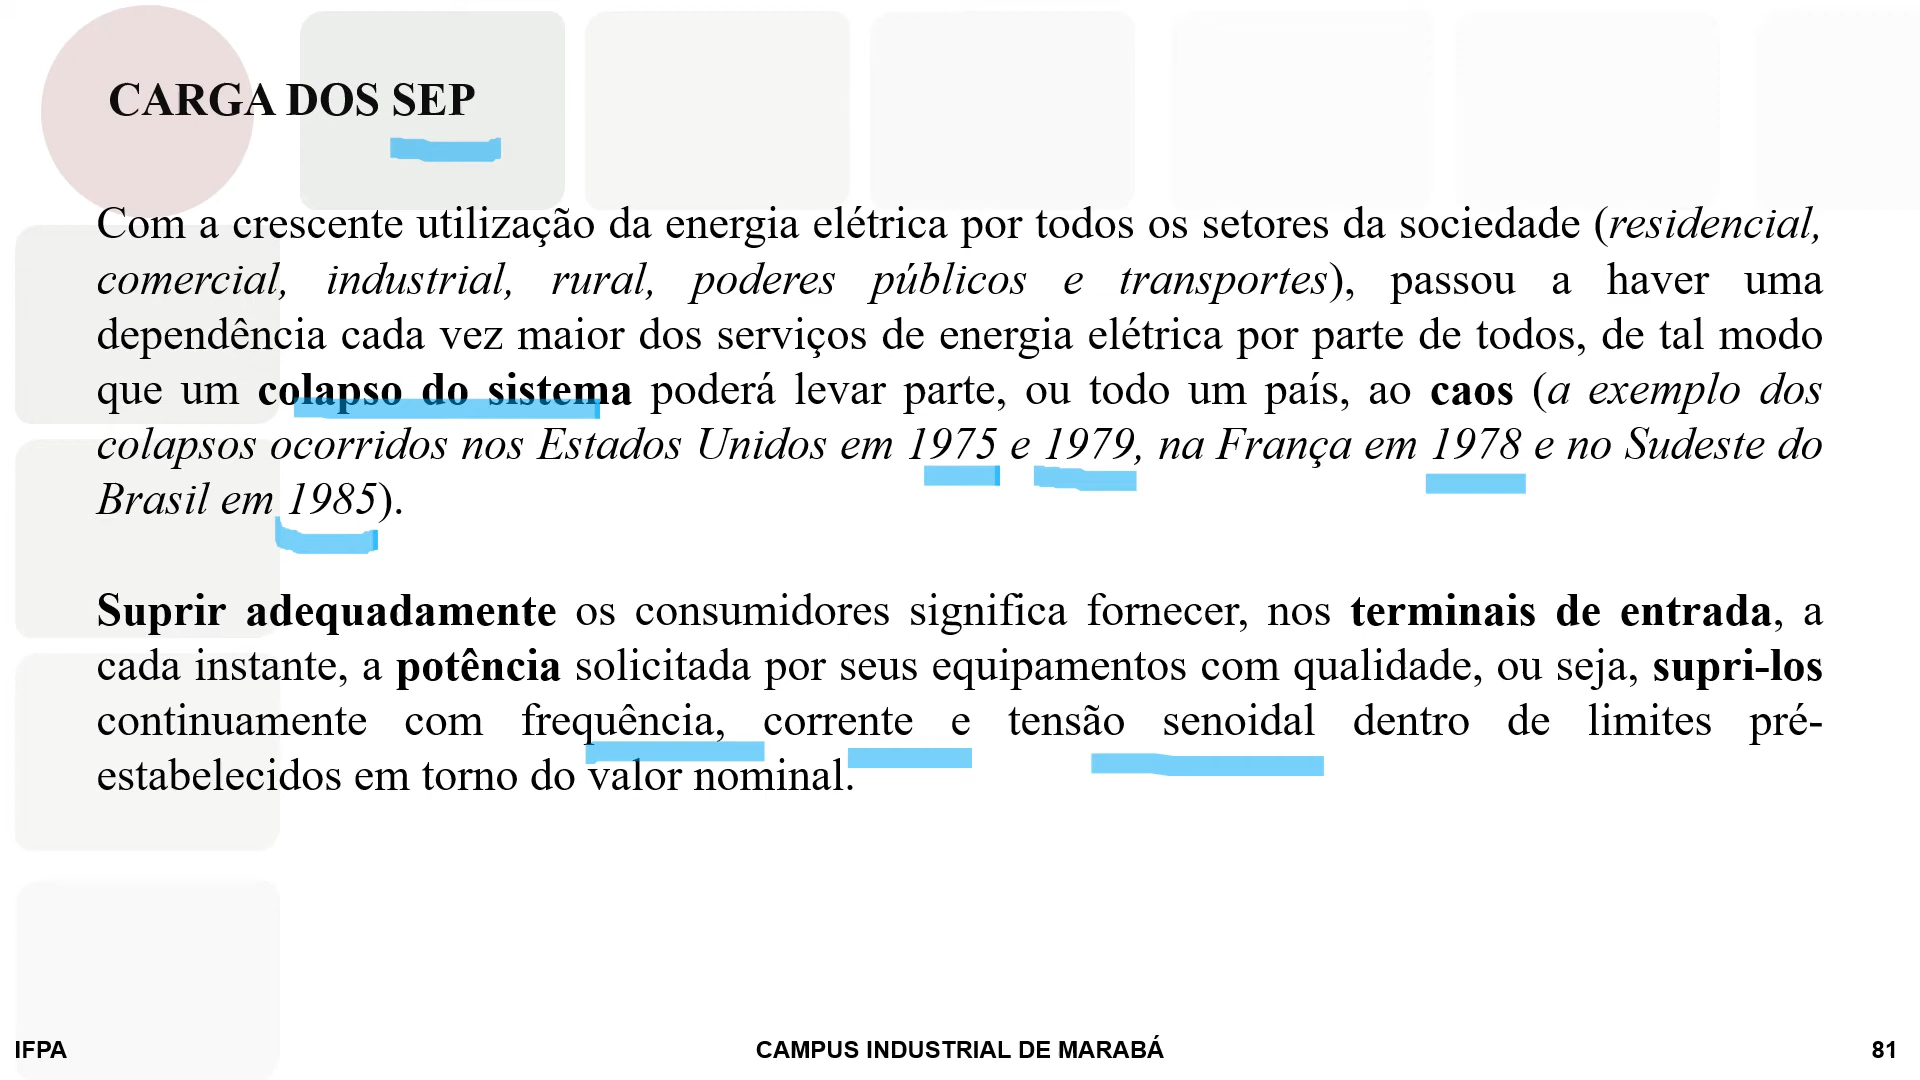 CARGA DOS SEP
Com a crescente utilização da energia elétrica por todos os setores da sociedade (residencial,
comercial, industrial, rural, poderes públicos e transportes), passou a haver uma
dependência cada vez maior dos serviços de energia elétrica por parte de todos, de tal modo
que um colapso do sistema poderá levar parte, ou todo um país, ao caos (a exemplo dos
colapsos ocorridos nos Estados Unidos em 1975 e 1979, na França em 1978 e no Sudeste do
Brasil em 1985).
Suprir adequadamente os consumidores significa fornecer, nos terminais de entrada, a
cada instante, a potência solicitada por seus equipamentos com qualidade, ou seja, supri-los
continuamente com frequência, corrente e tensão senoidal dentro de limites pré-
estabelecidos em torno do valor nominal.
IFPA
CAMPUS INDUSTRIAL DE MARABÁ
81